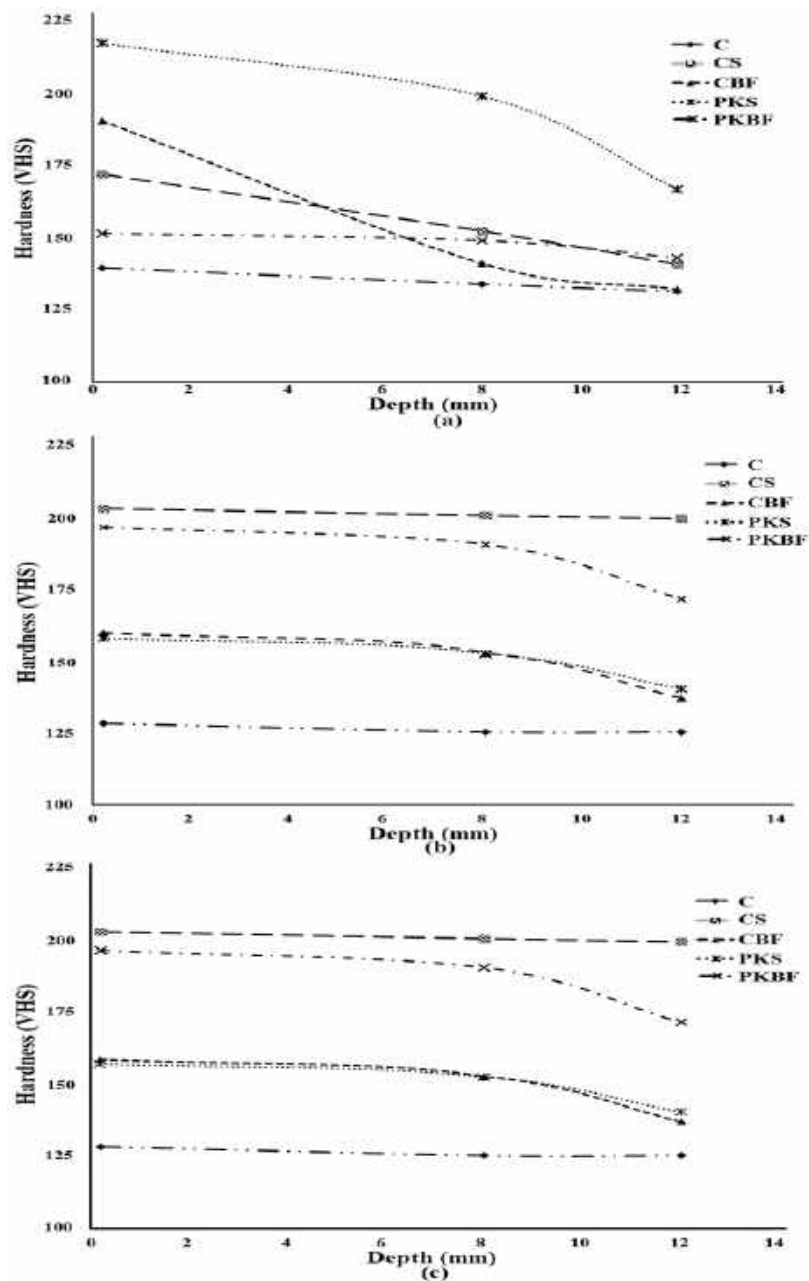 225
200
175
150
125
100
Hardness (VHS)
C
CS
CBF
PKS
PKBF
0 2 4 6 8 10 12 14
Depth (mm)
(a)
225
200
175
150
125
100
Hardness (VHS)
C
CS
CBF
PKS
PKBF
0 2 4 6 8 10 12 14
Depth (mm)
(b)
225
200
175
150
125
100
Hardness (VHS)
C
CS
CBF
PKS
PKBF
0 2 4 6 8 10 12 14
Depth (mm)
(c)